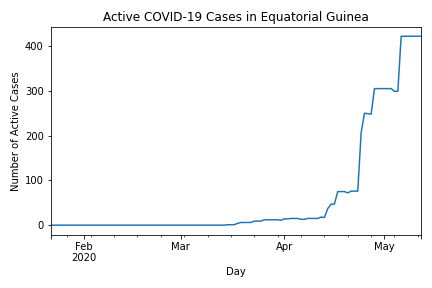 Active COVID-19 Cases in Equatorial Guinea
Number of Active Cases
400
300
200
100
0
Feb Mar Apr May
2020
Day